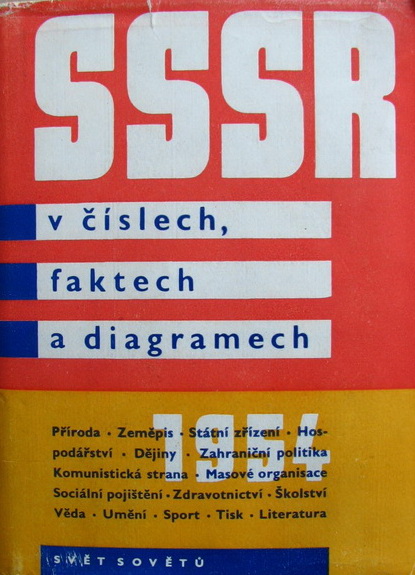 SSSR
v číslech,
faktech
a diagramech
1954
Příroda · Zeměpis · Státní zřízení · Hos-
podářství · Dějiny · Zahraniční politika
Komunistická strana · Masové organisace
Sociální pojištění · Zdravotnictví · Školství
Věda · Umění · Sport · Tisk · Literatura
SVĚT SOVĚTŮ